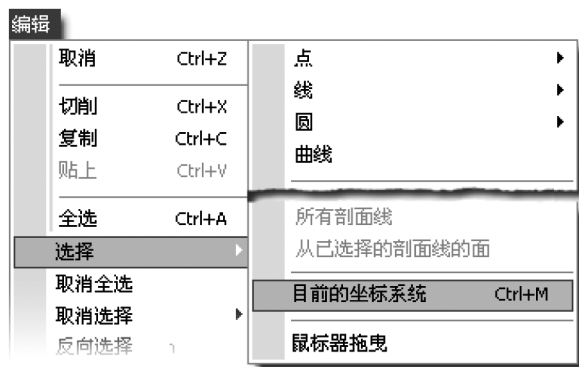 编辑
取消 Ctrl+Z
切削 Ctrl+X
复制 Ctrl+C
贴上 Ctrl+V
全选 Ctrl+A
选择
取消全选
取消选择
反向选择
点
线
圆
曲线
所有剖面线
从已选择的剖面线的面
目前的坐标系统 Ctrl+M
鼠标器拖曳